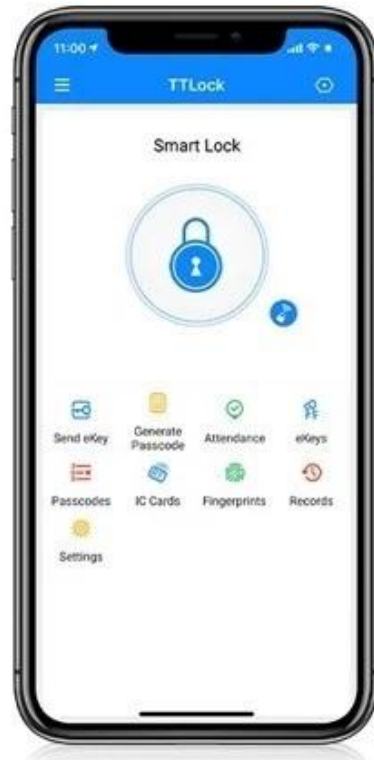 11:00
TTLock
Smart Lock
Send eKey
Generate
Passcode
Attendance
eKeys
Passcodes
IC Cards
Fingerprints
Records
Settings